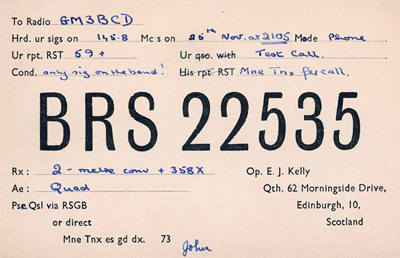 To Radio GM3BCD
Hrd. ur sigs on 145.8 Mc/s on 25th Nov. at 2105 Mode Phone
Ur rpt. RST 59+ Ur qso. with Test Call.
Cond. only sig on the band! His rpt RST Mne Tnx fer call.
BRS 22535
Rx: 2-metre conv + 358X Op. E. J. Kelly
Ae: Quad Qth. 62 Morningside Drive,
Pse Qsl via RSGB Edinburgh, 10,
or direct Scotland
Mne Tnx es gd dx. 73 John